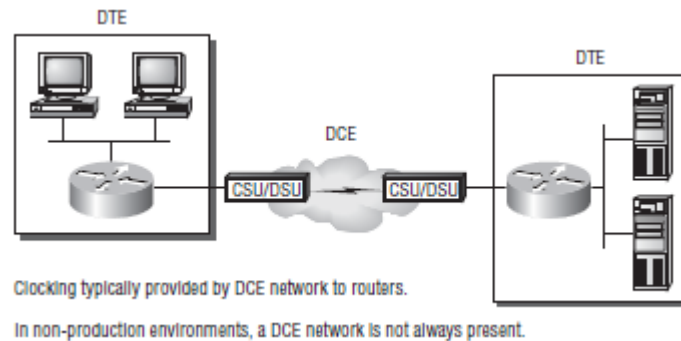 DTE
DTE
DCE
CSU/DSU
CSU/DSU
Clocking typically provided by DCE network to routers.
In non-production environments, a DCE network is not always present.